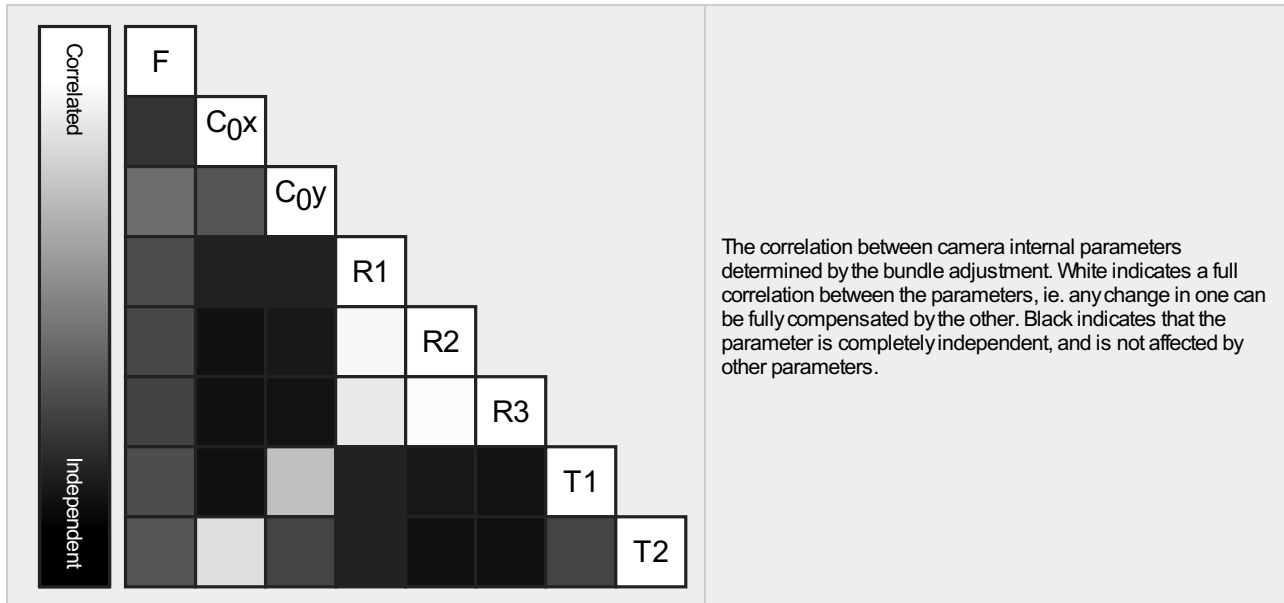 Correlated
Independent
F
C0x
C0y
R1
R2
R3
T1
T2
The correlation between camera internal parameters
determined by the bundle adjustment. White indicates a full
correlation between the parameters, ie. any change in one can
be fully compensated by the other. Black indicates that the
parameter is completely independent, and is not affected by
other parameters.